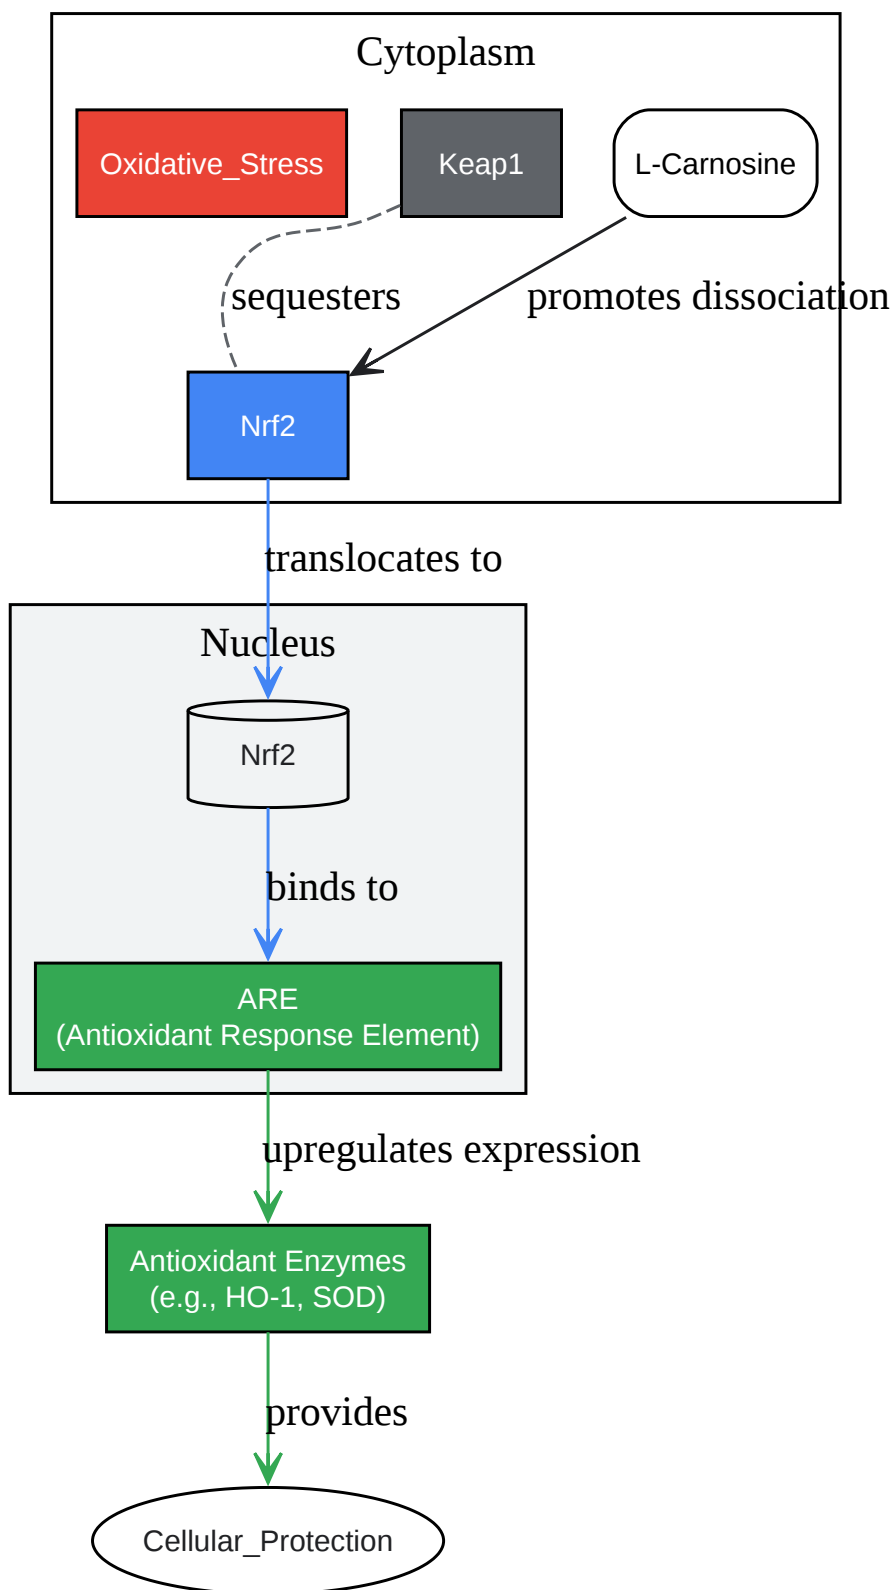 Cytoplasm
Oxidative_Stress
Keap1
L-Carnosine
sequesters
promotes dissociation
Nrf2
translocates to
Nucleus
Nrf2
binds to
ARE
(Antioxidant Response Element)
upregulates expression
Antioxidant Enzymes
(e.g., HO-1, SOD)
provides
Cellular_Protection